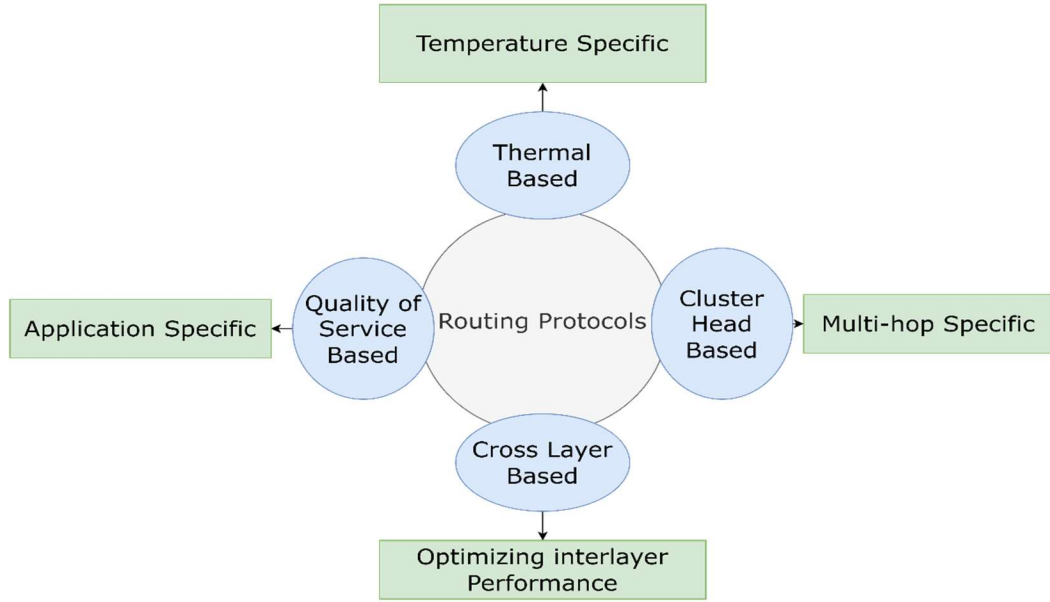 Temperature Specific
Thermal
Based
Application Specific
Quality of
Service
Based
Routing Protocols
Cluster
Head
Based
Multi-hop Specific
Cross Layer
Based
Optimizing interlayer
Performance